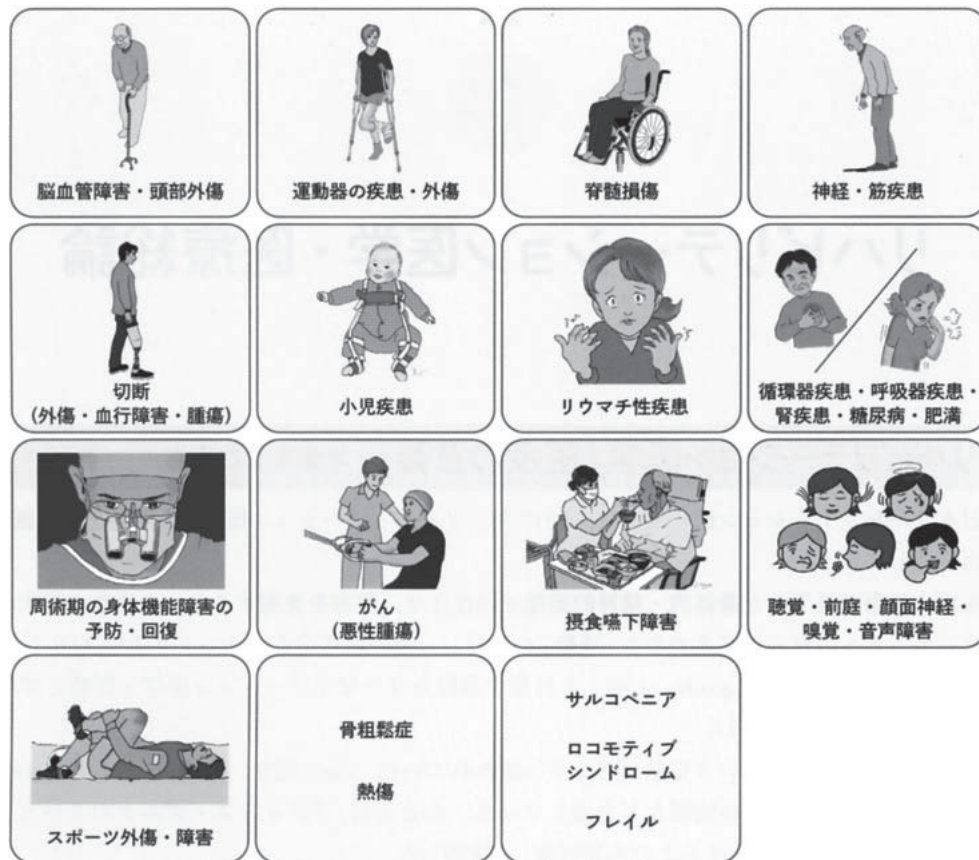 脳血管障害・頭部外傷
運動器の疾患・外傷
脊髄損傷
神経・筋疾患
切断
(外傷・血行障害・腫瘍)
小児疾患
リウマチ性疾患
循環器疾患・呼吸器疾患・
腎疾患・糖尿病・肥満
周術期の身体機能障害の
予防・回復
がん
(悪性腫瘍)
摂食嚥下障害
聴覚・前庭・顔面神経・
嗅覚・音声障害
スポーツ外傷・障害
骨粗鬆症
熱傷
サルコペニア
ロコモティブ
シンドローム
フレイル